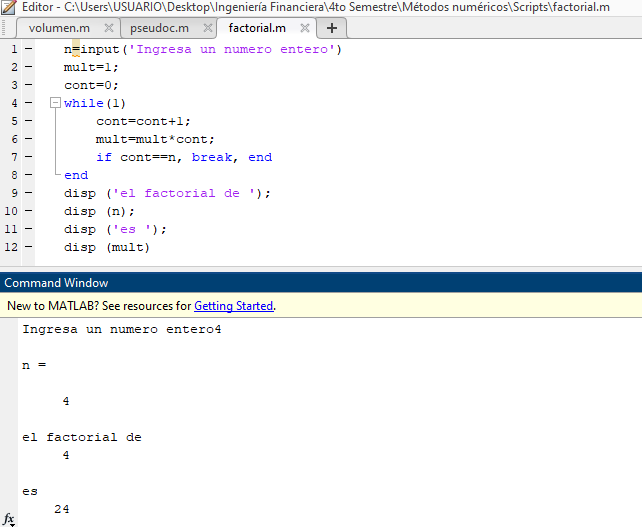 Editor - C:\Users\USUARIO\Desktop\Ingeniería Financiera\4to Semestre\Métodos numéricos\Scripts\factorial.m
volumen.m × pseudoc.m × factorial.m × +
1 – n=input('Ingresa un numero entero')
2 – mult=1;
3 – cont=0;
4 – while(1)
5 – cont=cont+1;
6 – mult=mult*cont;
7 – if cont==n, break, end
8 – end
9 – disp ('el factorial de ');
10 – disp (n);
11 – disp ('es ');
12 – disp (mult)
Command Window
New to MATLAB? See resources for Getting Started.
Ingresa un numero entero4
n =
4
el factorial de
4
es
24
fx